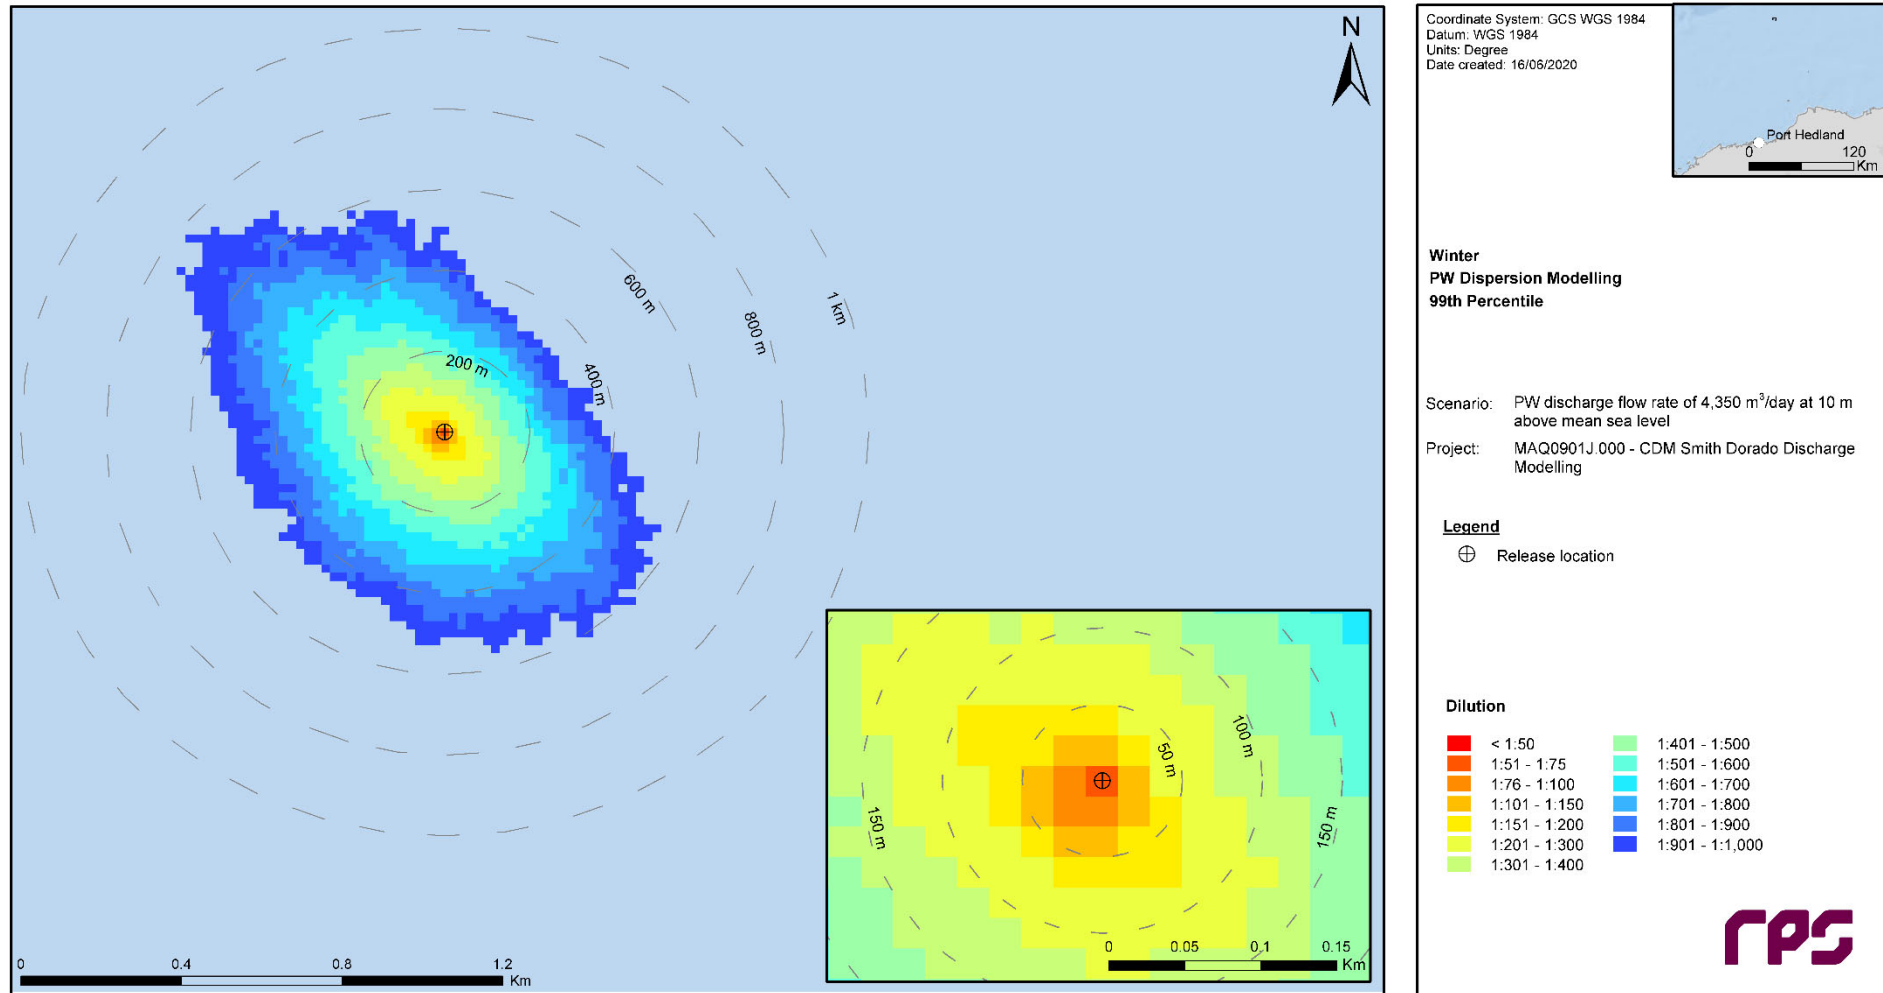 N
600 m
1 km
800 m
200 m
400 m
0 0.4 0.8 1.2
Km
50 m
100 m
150 m
150 m
0 0.05 0.1 0.15
Km
Coordinate System: GCS WGS 1984
Datum: WGS 1984
Units: Degree
Date created: 16/06/2020
Port Hedland
0 120
Km
Winter
PW Dispersion Modelling
99th Percentile
Scenario: PW discharge flow rate of 4,350 m³/day at 10 m
above mean sea level
Project: MAQ0901J.000 - CDM Smith Dorado Discharge
Modelling
Legend
Release location
Dilution
< 1:50
1:51 - 1:75
1:76 - 1:100
1:101 - 1:150
1:151 - 1:200
1:201 - 1:300
1:301 - 1:400
1:401 - 1:500
1:501 - 1:600
1:601 - 1:700
1:701 - 1:800
1:801 - 1:900
1:901 - 1:1,000
rps